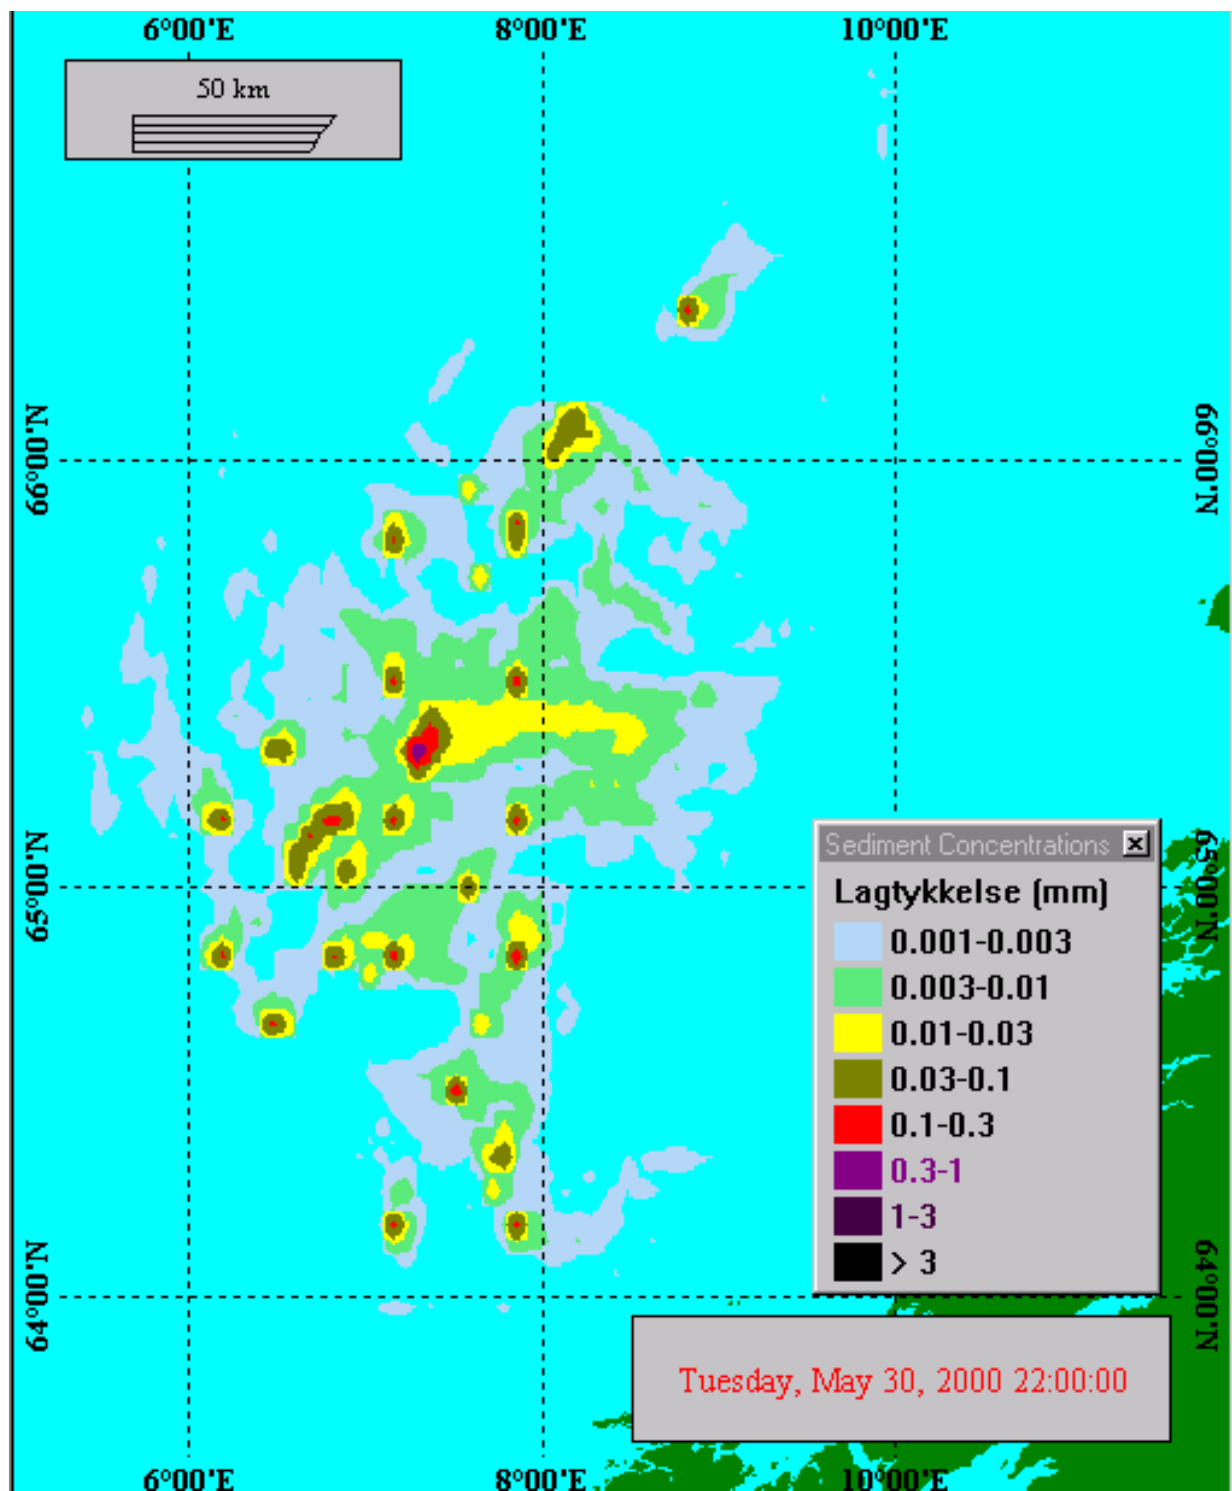 6°00'E 8°00'E 10°00'E
50 km
66°00'N 66°00'N
65°00'N 65°00'N
Sediment Concentrations
Lagtykkelse (mm)
0.001-0.003
0.003-0.01
0.01-0.03
0.03-0.1
0.1-0.3
0.3-1
1-3
> 3
64°00'N 64°00'N
Tuesday, May 30, 2000 22:00:00
6°00'E 8°00'E 10°00'E